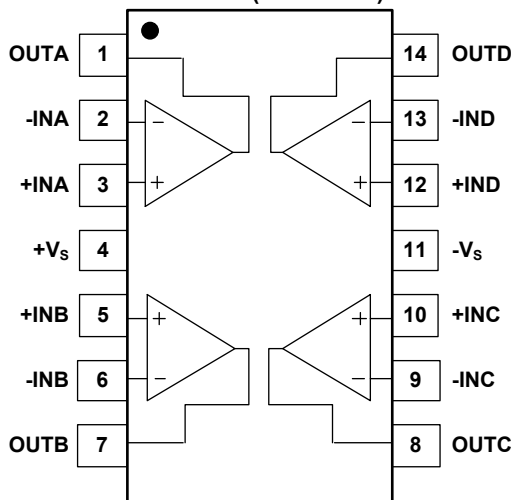 OUTA 1 14 OUTD
-INA 2 − − 13 -IND
+INA 3 + + 12 +IND
+VS 4 11 -VS
+INB 5 + + 10 +INC
-INB 6 − − 9 -INC
OUTB 7 8 OUTC